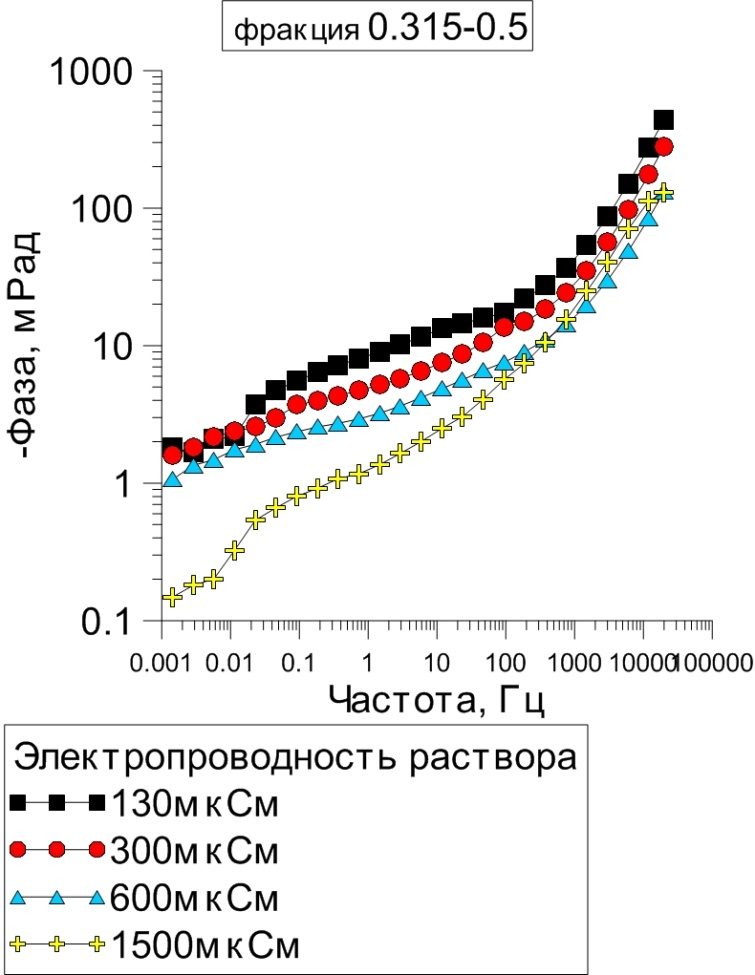 фракция 0.315-0.5
1000
100
10
1
0.1
-Фаза, мРад
0.001 0.01 0.1 1 10 100 1000 10000 100000
Частота, Гц
Электропроводность раствора
130мкСм
300мкСм
600мкСм
1500мкСм